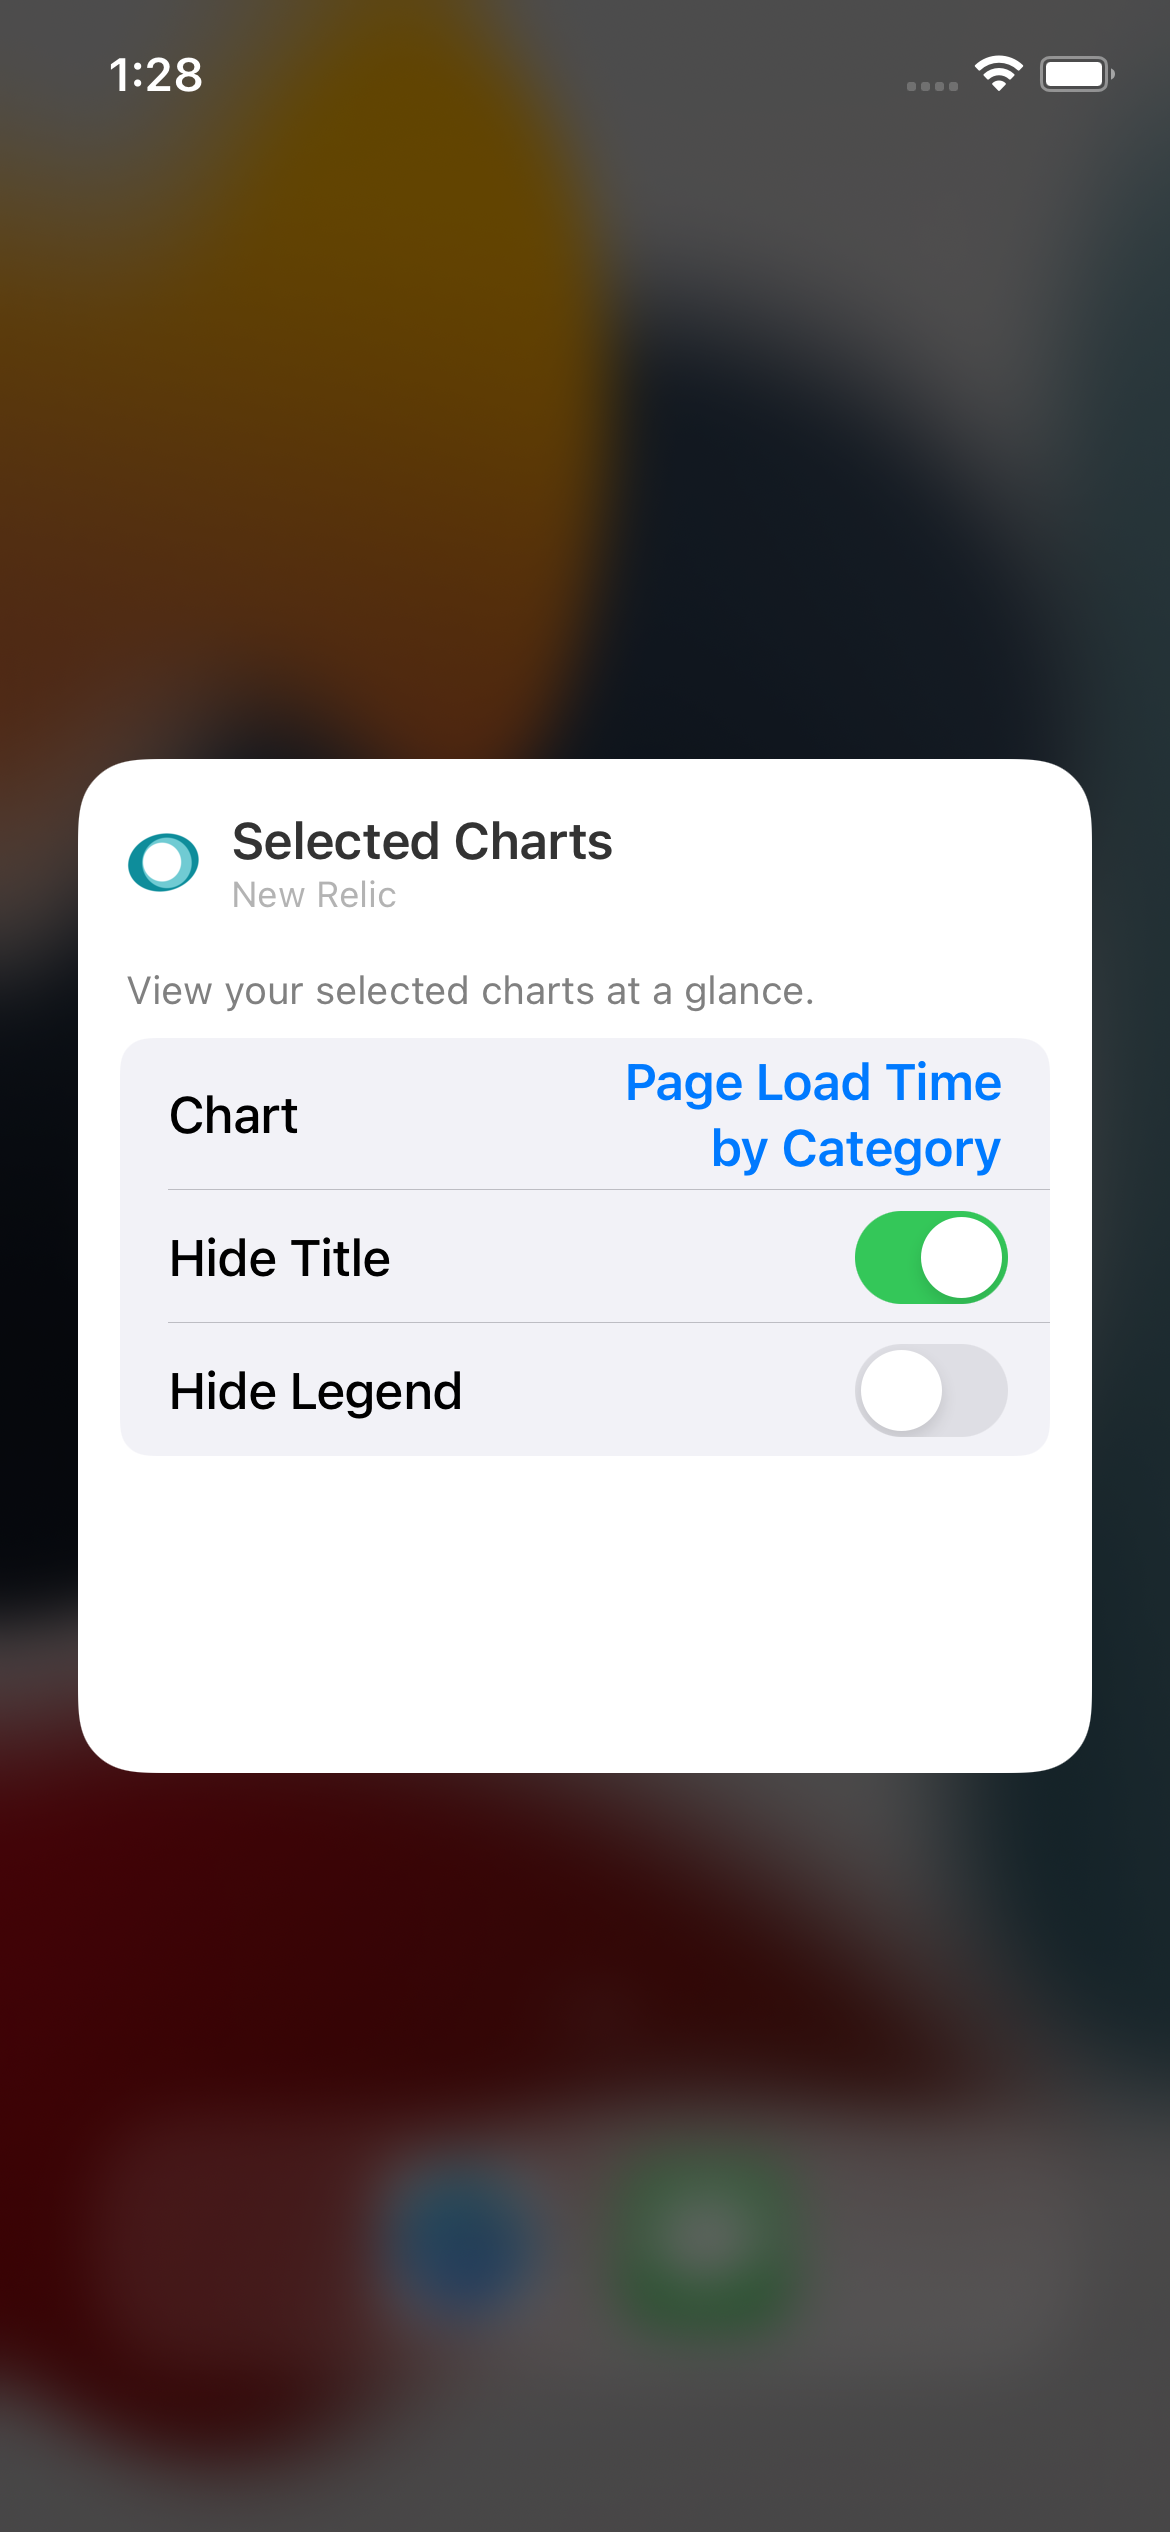 1:28
Selected Charts
New Relic
View your selected charts at a glance.
Chart
Page Load Time
by Category
Hide Title
Hide Legend